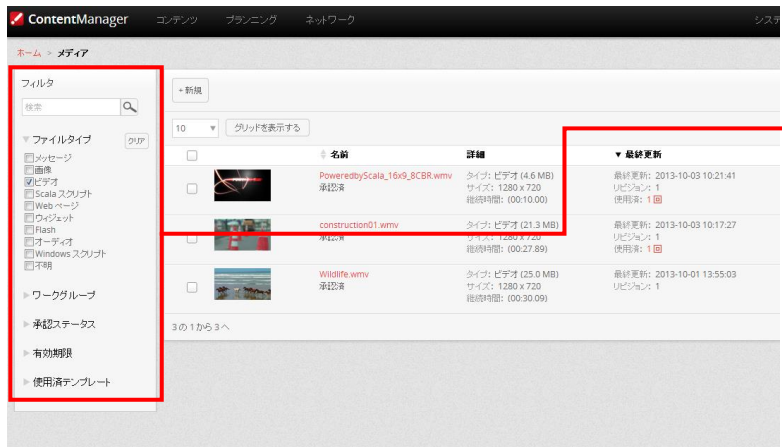 ContentManager コンテンツ プランニング ネットワーク システ
ホーム > メディア
フィルタ
検索
ファイルタイプ クリア
メッセージ
画像
ビデオ
Scala スクリプト
Web ページ
ウィジェット
Flash
オーディオ
Windows スクリプト
不明
ワークグループ
承認ステータス
有効期限
使用済テンプレート
+新規
10 グリッドを表示する
名前 詳細 ▼ 最終更新
PoweredbyScala_16x9_8CBR.wmv タイプ: ビデオ (4.6 MB) 最終更新: 2013-10-03 10:21:41
承認済 サイズ: 1280 x 720 リビジョン: 1
継続時間: (00:10.00) 使用済: 1回
construction01.wmv タイプ: ビデオ (21.3 MB) 最終更新: 2013-10-03 10:17:27
承認済 サイズ: 1280 x 720 リビジョン: 1
継続時間: (00:27.89) 使用済: 1回
Wildlife.wmv タイプ: ビデオ (25.0 MB) 最終更新: 2013-10-01 13:55:03
承認済 サイズ: 1280 x 720 リビジョン: 1
継続時間: (00:30.09)
3 の 1 から 3 へ